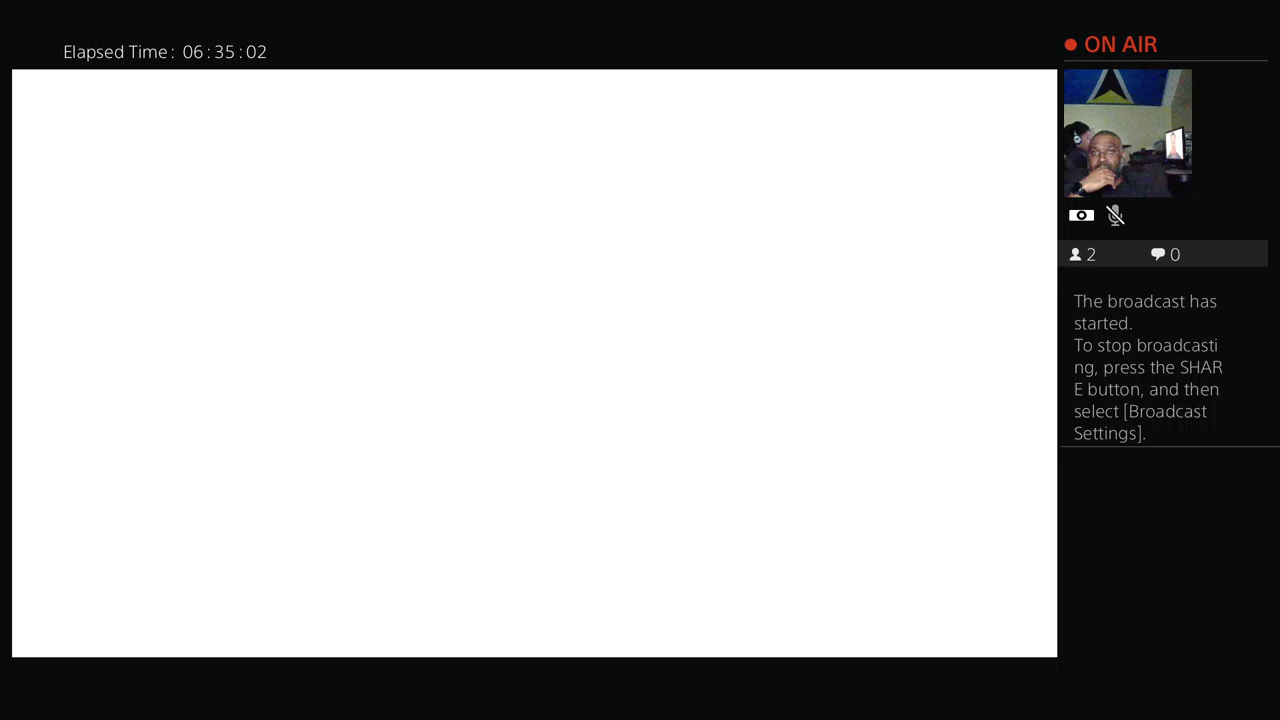 Elapsed Time: 06:35:02
ON AIR
2 0
The broadcast has
started.
To stop broadcasti
ng, press the SHAR
E button, and then
select [Broadcast
Settings].